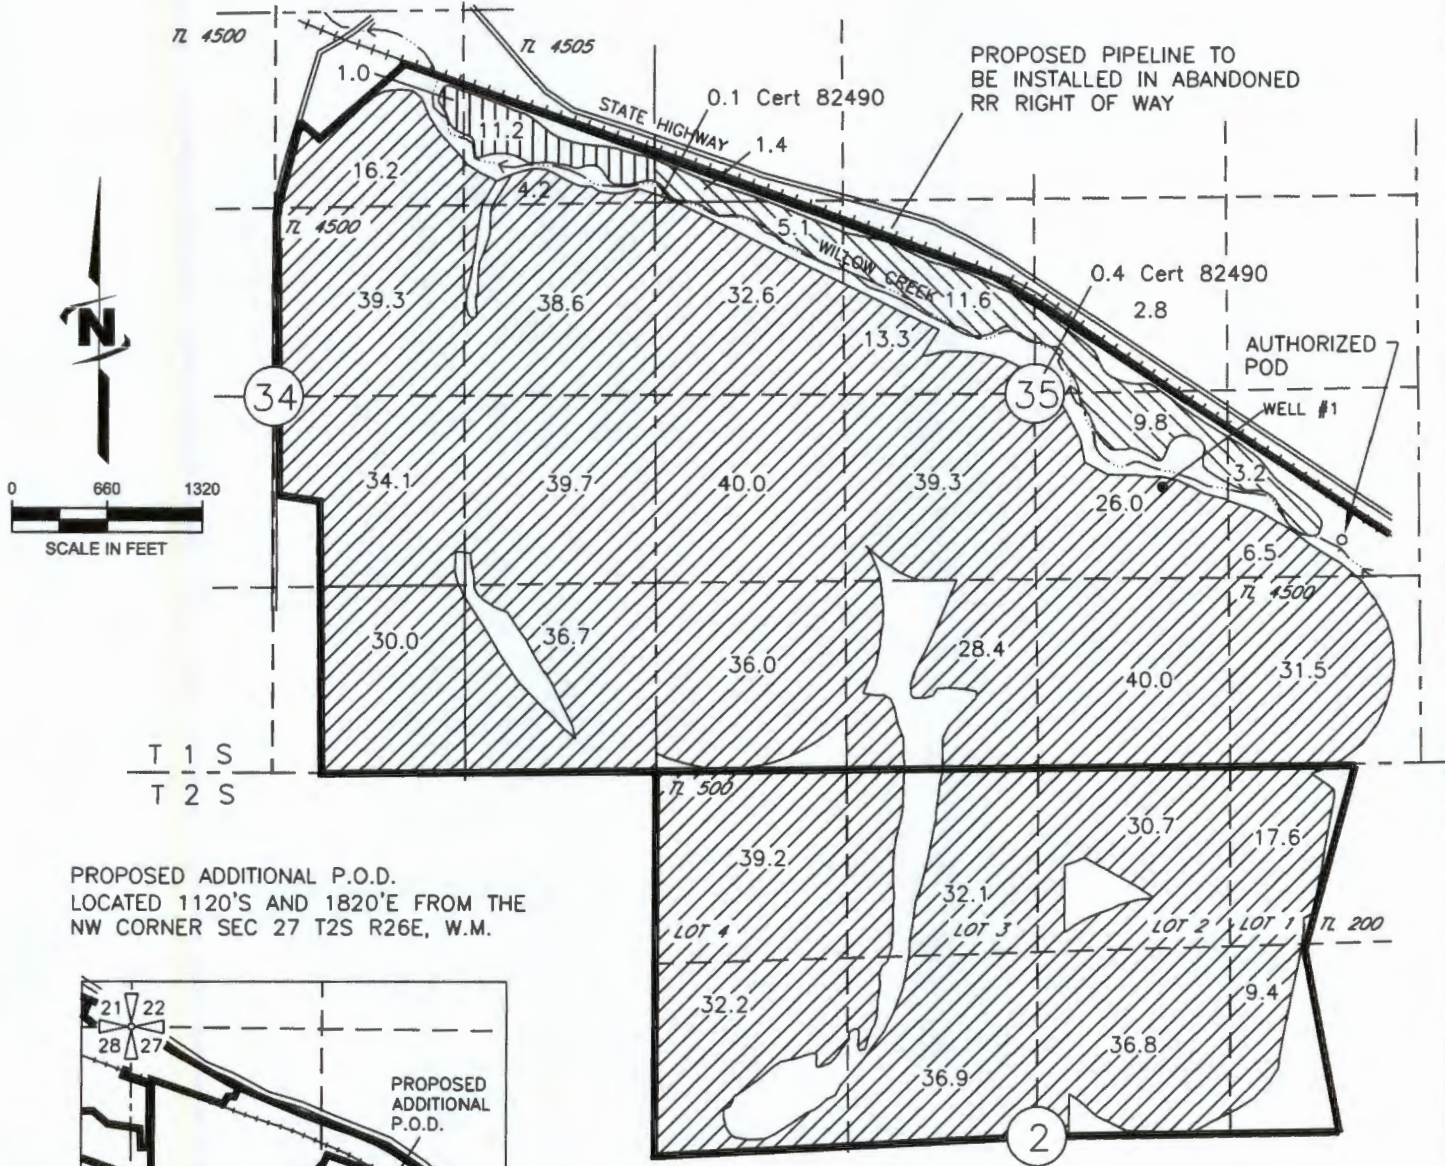 TL 4500
TL 4505
PROPOSED PIPELINE TO
BE INSTALLED IN ABANDONED
RR RIGHT OF WAY
1.0
0.1 Cert 82490
STATE HIGHWAY
11.2
1.4
16.2
4.2
TL 4500
5.1
WILLOW CREEK
0.4 Cert 82490
N
39.3
38.6
32.6
11.6
2.8
13.3
AUTHORIZED
POD
34
35
WELL #1
9.8
0 660 1320
SCALE IN FEET
34.1
39.7
40.0
39.3
3.2
26.0
6.5
TL 4500
30.0
36.7
36.0
28.4
40.0
31.5
T 1 S
T 2 S
TL 500
30.7
17.6
39.2
32.1
PROPOSED ADDITIONAL P.O.D.
LOCATED 1120'S AND 1820'E FROM THE
NW CORNER SEC 27 T2S R26E, W.M.
LOT 4
LOT 3
LOT 2
LOT 1
TL 200
32.2
9.4
21 22
28 27
36.8
36.9
PROPOSED
ADDITIONAL
P.O.D.
2